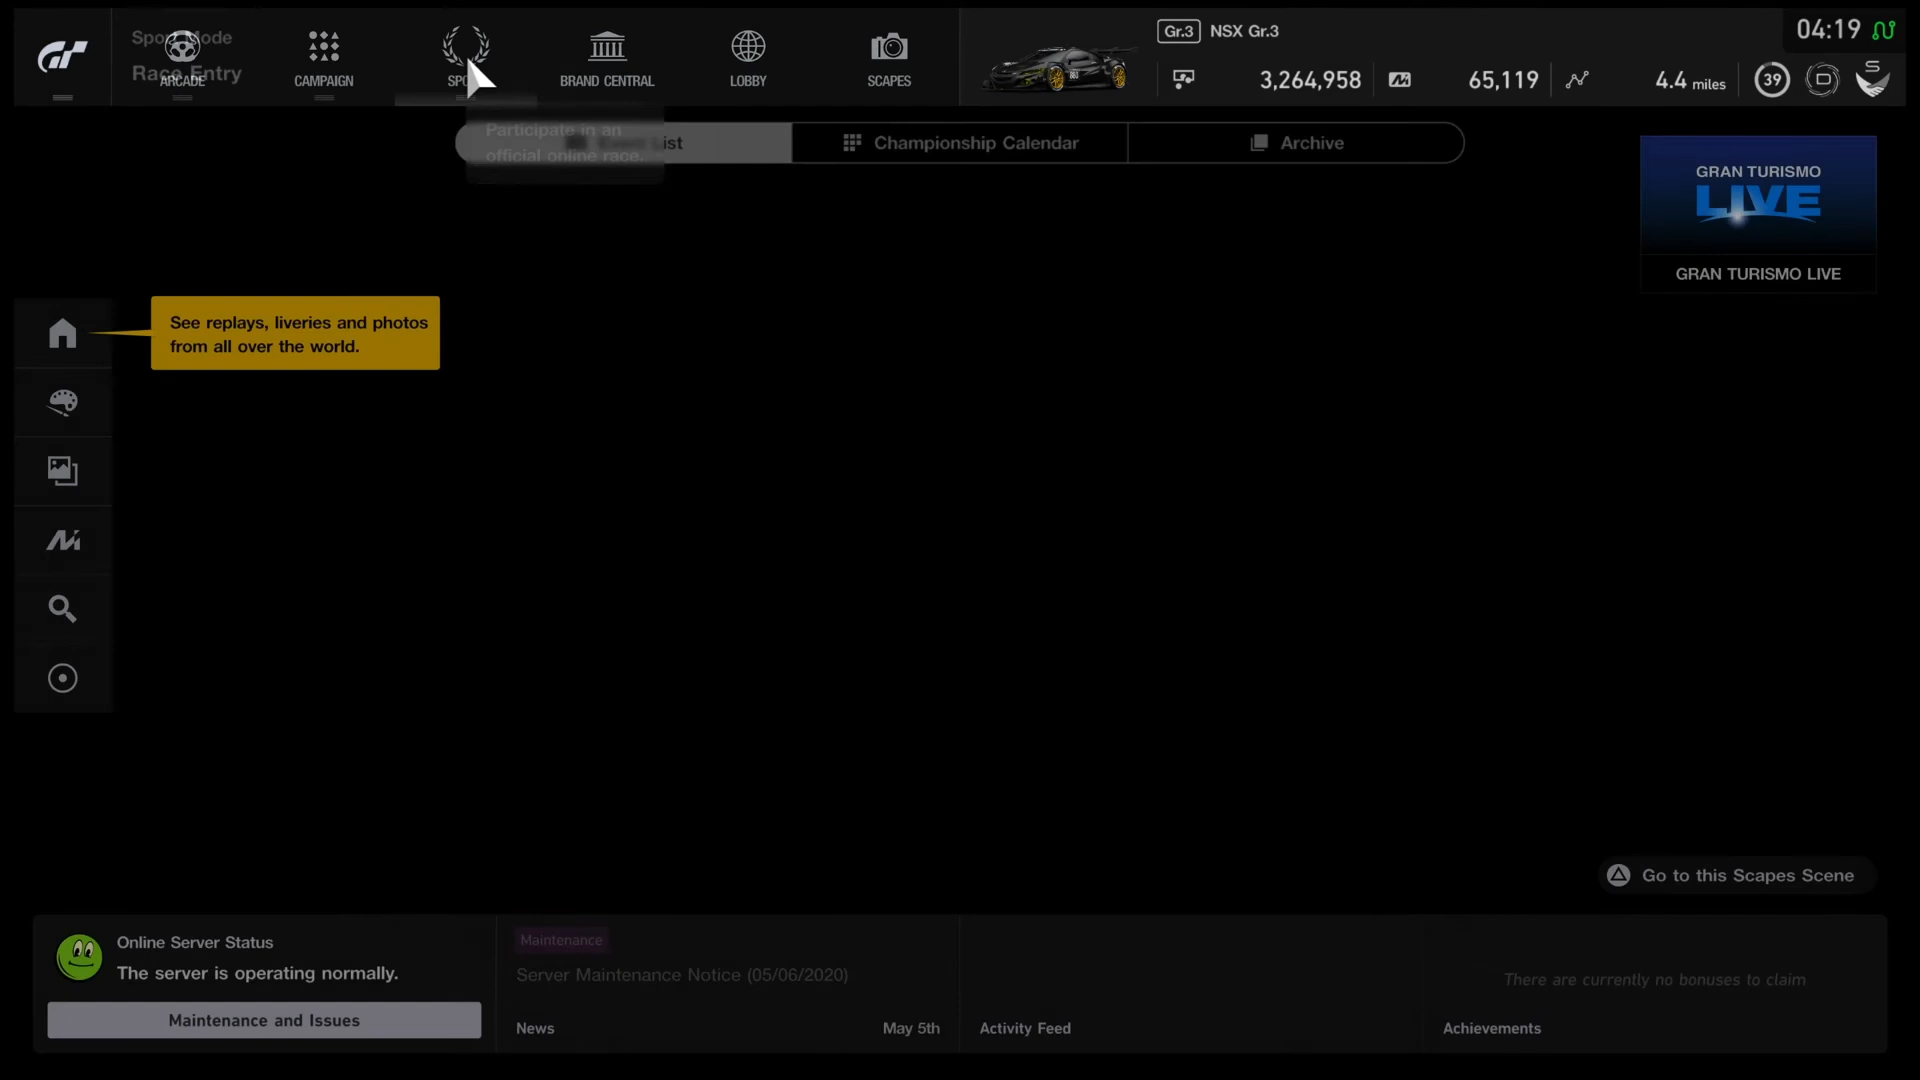 Sport Mode
Race Entry
ARCADE
CAMPAIGN
SPO
BRAND CENTRAL
LOBBY
SCAPES
Gr.3 NSX Gr.3
3,264,958
65,119
4.4 miles
39
S
04:19
Participate in an
official online race.
Event List
Championship Calendar
Archive
GRAN TURISMO
LIVE
GRAN TURISMO LIVE
See replays, liveries and photos
from all over the world.
Go to this Scapes Scene
Online Server Status
The server is operating normally.
Maintenance and Issues
Maintenance
Server Maintenance Notice (05/06/2020)
News May 5th
Activity Feed
There are currently no bonuses to claim
Achievements